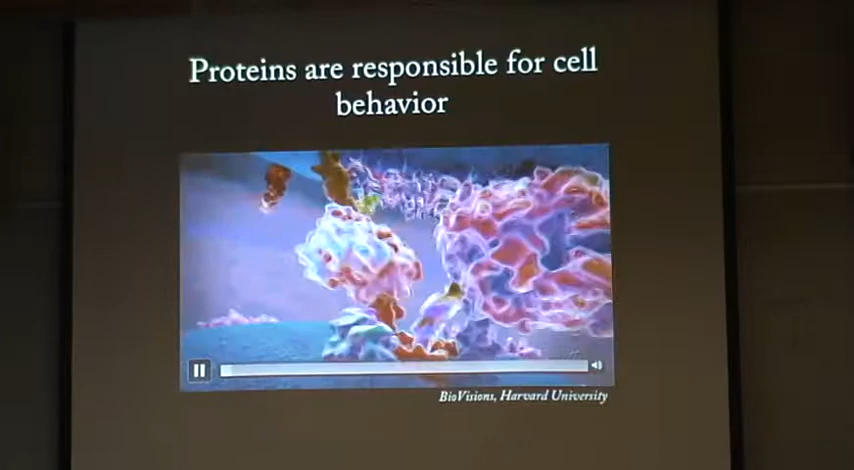 Proteins are responsible for cell
behavior
BioVisions, Harvard University